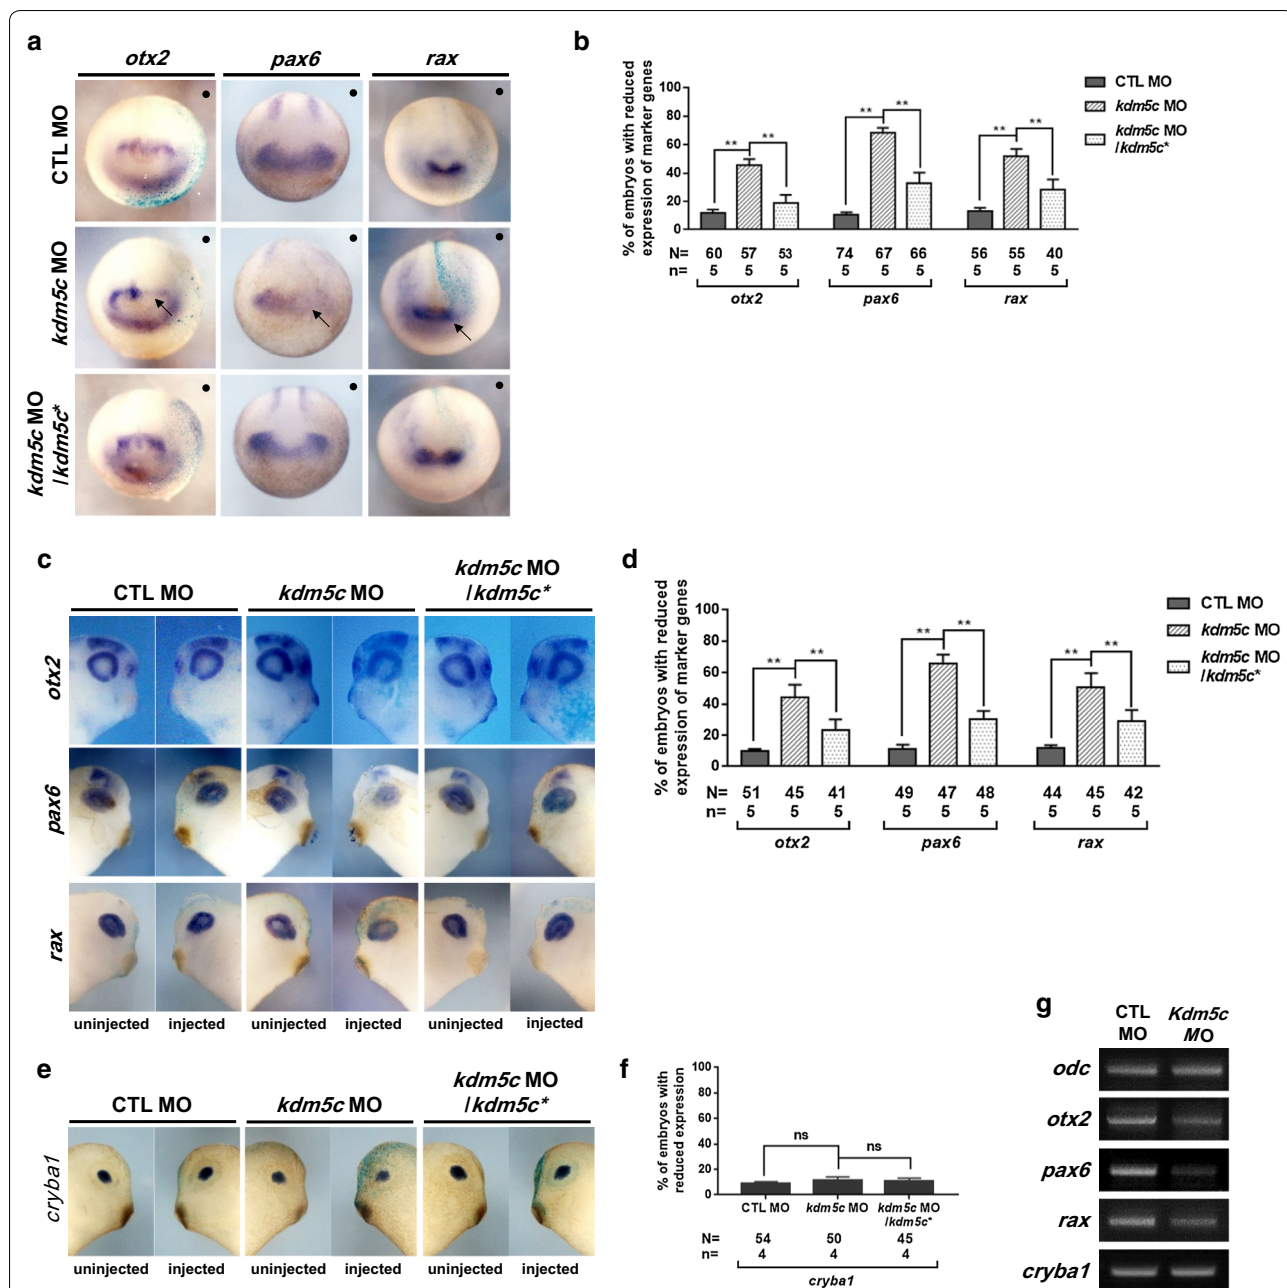 a
otx2 pax6 rax
CTL MO
kdm5c MO
kdm5c MO
/kdm5c*
b
% of embryos with reduced
expression of marker genes
100
80
60
40
20
0
** ** ** ** ** **
CTL MO
kdm5c MO
kdm5c MO
/kdm5c*
N= 60 57 53 74 67 66 56 55 40
n= 5 5 5 5 5 5 5 5 5
otx2 pax6 rax
c
CTL MO kdm5c MO kdm5c MO
/kdm5c*
otx2
pax6
rax
uninjected injected uninjected injected uninjected injected
d
% of embryos with reduced
expression of marker genes
100
80
60
40
20
0
** ** ** ** ** **
CTL MO
kdm5c MO
kdm5c MO
/kdm5c*
N= 51 45 41 49 47 48 44 45 42
n= 5 5 5 5 5 5 5 5 5
otx2 pax6 rax
e
CTL MO kdm5c MO kdm5c MO
/kdm5c*
cryba1
uninjected injected uninjected injected uninjected injected
f
% of embryos with
reduced expression
100
80
60
40
20
0
ns ns
CTL MO kdm5c MO kdm5c MO
/kdm5c*
N= 54 50 45
n= 4 4 4
cryba1
g
CTL Kdm5c
MO MO
odc
otx2
pax6
rax
cryba1